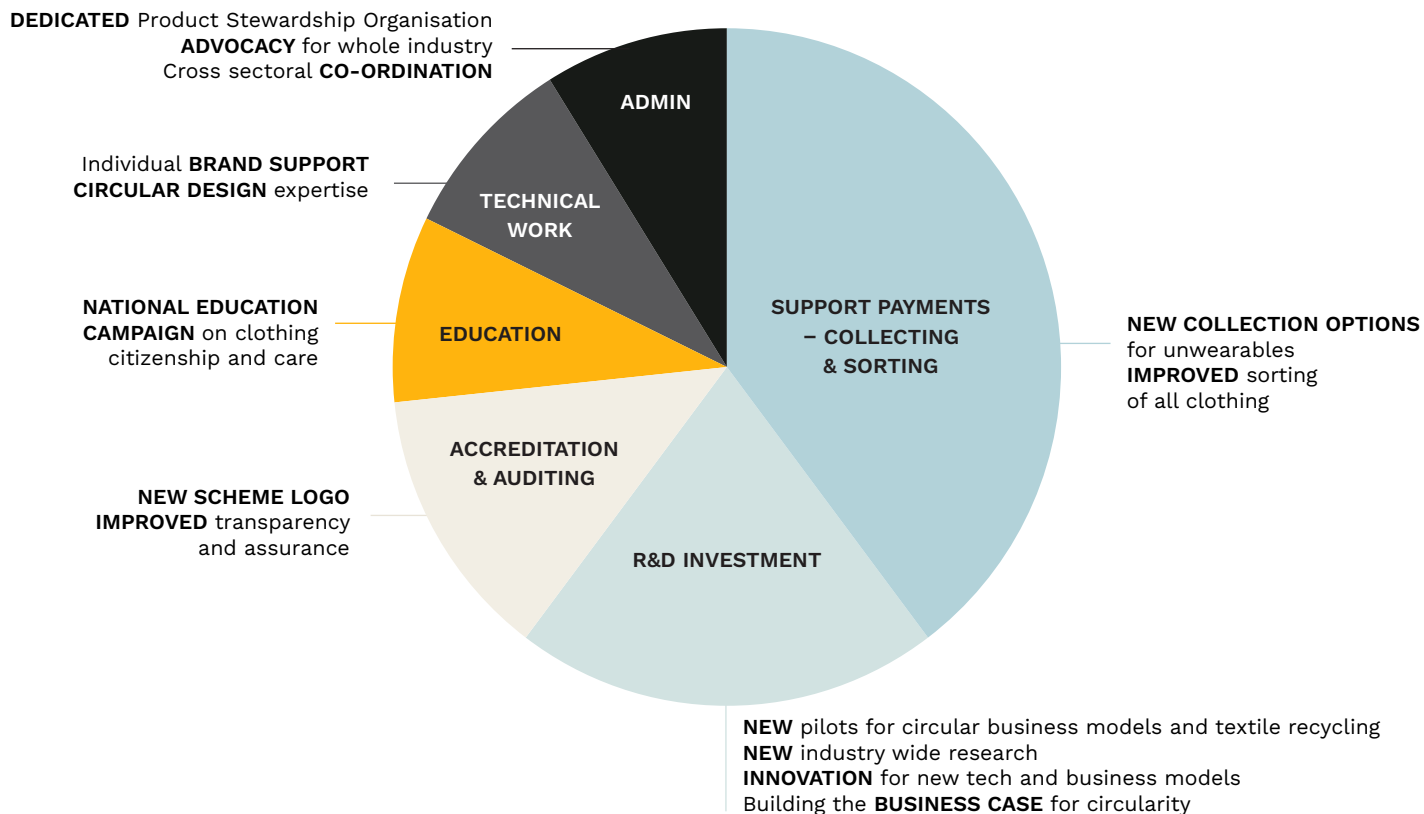 DEDICATED Product Stewardship Organisation
ADVOCACY for whole industry
Cross sectoral CO-ORDINATION
ADMIN
Individual BRAND SUPPORT
CIRCULAR DESIGN expertise
TECHNICAL
WORK
NATIONAL EDUCATION
CAMPAIGN on clothing
citizenship and care
EDUCATION
SUPPORT PAYMENTS
– COLLECTING
& SORTING
NEW COLLECTION OPTIONS
for unwearables
IMPROVED sorting
of all clothing
ACCREDITATION
& AUDITING
NEW SCHEME LOGO
IMPROVED transparency
and assurance
R&D INVESTMENT
NEW pilots for circular business models and textile recycling
NEW industry wide research
INNOVATION for new tech and business models
Building the BUSINESS CASE for circularity